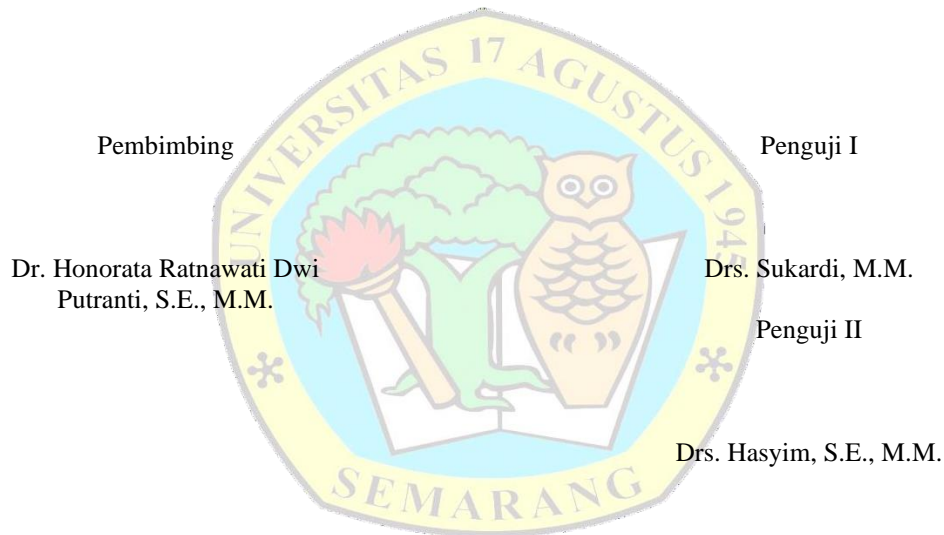 UNIVERSITAS 17 AGUSTUS 1945
Pembimbing
Penguji I
Dr. Honorata Ratnawati Dwi
Putranti, S.E., M.M.
Drs. Sukardi, M.M.
Penguji II
Drs. Hasyim, S.E., M.M.
SEMARANG